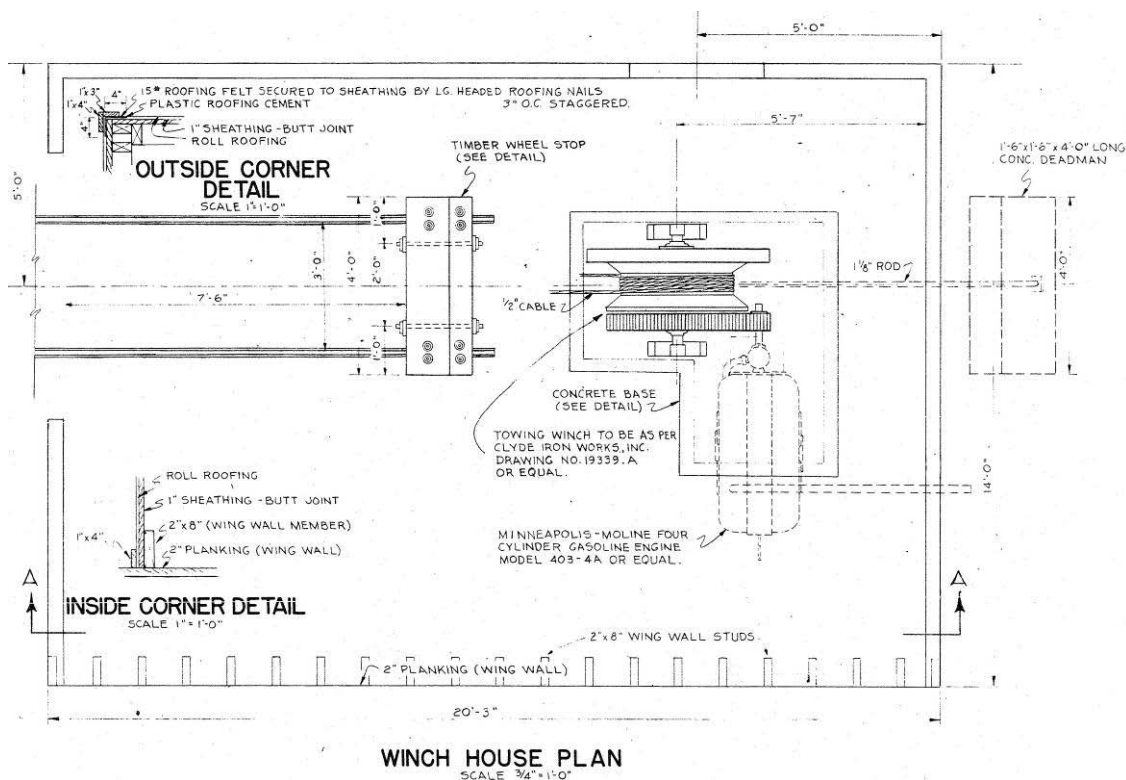 5'-0"
1"x3"
4"
15# ROOFING FELT SECURED TO SHEATHING BY LG. HEADED ROOFING NAILS
3" O.C. STAGGERED.
1"x4"
PLASTIC ROOFING CEMENT
4"
1" SHEATHING - BUTT JOINT
ROLL ROOFING
OUTSIDE CORNER
DETAIL
SCALE 1"=1'-0"
5'-0"
TIMBER WHEEL STOP
(SEE DETAIL)
5'-7"
1'-6"x1'-6"x4'-0" LONG
CONC. DEADMAN
1'-0"
3'-0"
4'-0"
2'-0"
1'-0"
7'-6"
1/2" CABLE
1 1/8" ROD
4'-0"
CONCRETE BASE
(SEE DETAIL)
TOWING WINCH TO BE AS PER
CLYDE IRON WORKS, INC.
DRAWING NO. 19339.A
OR EQUAL.
14'-0"
ROLL ROOFING
1" SHEATHING - BUTT JOINT
2"x8" (WING WALL MEMBER)
1"x4"
2" PLANKING (WING WALL)
MINNEAPOLIS-MOLINE FOUR
CYLINDER GASOLINE ENGINE
MODEL 403-4A OR EQUAL.
A
A
INSIDE CORNER DETAIL
SCALE 1"=1'-0"
2"x8" WING WALL STUDS.
2" PLANKING (WING WALL)
20'-3"
WINCH HOUSE PLAN
SCALE 3/4"=1'-0"